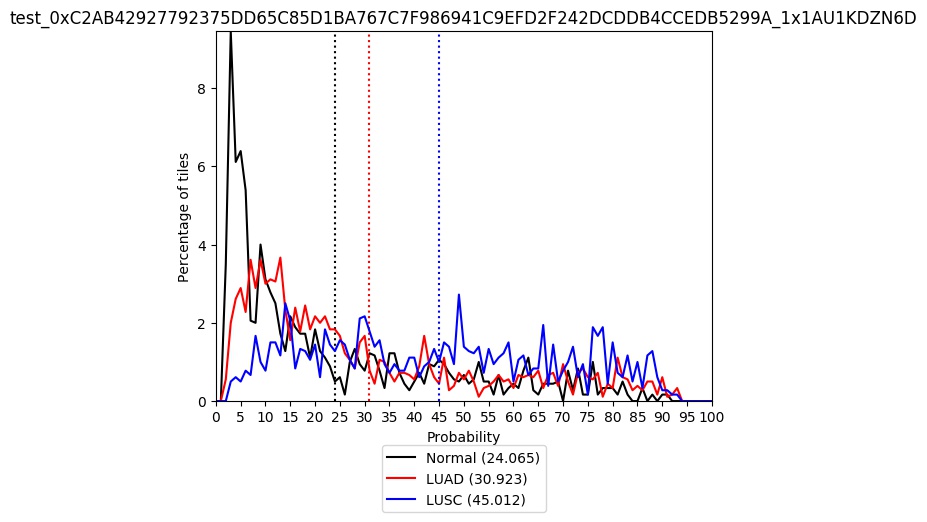 test_0xC2AB42927792375DD65C85D1BA767C7F986941C9EFD2F242DCDDB4CCEDB5299A_1x1AU1KDZN6D
8
6
4
2
0
Percentage of tiles
0 5 10 15 20 25 30 35 40 45 50 55 60 65 70 75 80 85 90 95 100
Probability
Normal (24.065)
LUAD (30.923)
LUSC (45.012)